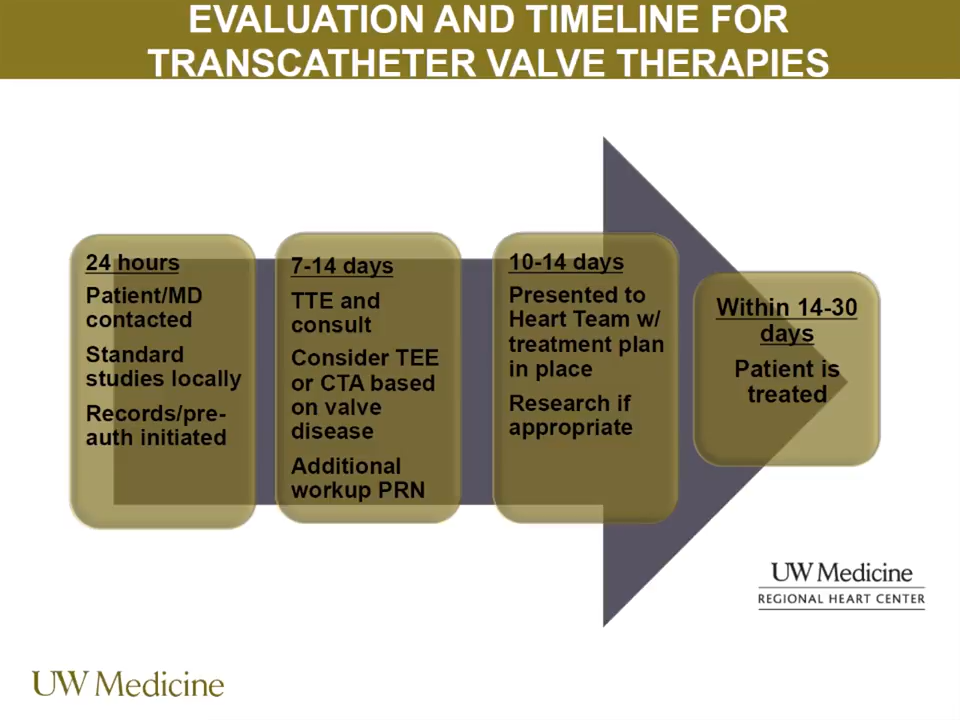 EVALUATION AND TIMELINE FOR
TRANSCATHETER VALVE THERAPIES
24 hours
Patient/MD
contacted
Standard
studies locally
Records/pre-
auth initiated
7-14 days
TTE and
consult
Consider TEE
or CTA based
on valve
disease
Additional
workup PRN
10-14 days
Presented to
Heart Team w/
treatment plan
in place
Research if
appropriate
Within 14-30
days
Patient is
treated
UW Medicine
REGIONAL HEART CENTER
UW Medicine